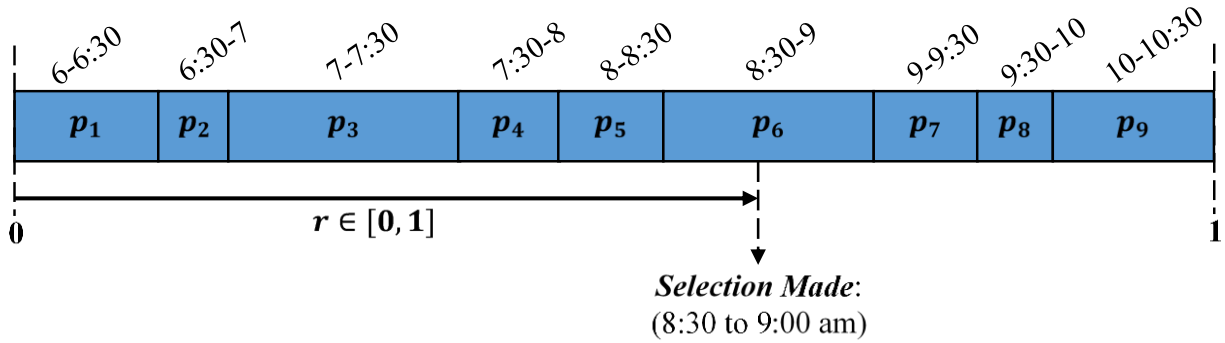 6-6:30 6:30-7 7-7:30 7:30-8 8-8:30 8:30-9 9-9:30 9:30-10 10-10:30
p₁ p₂ p₃ p₄ p₅ p₆ p₇ p₈ p₉
r ∈ [0, 1]
0 1
Selection Made:
(8:30 to 9:00 am)